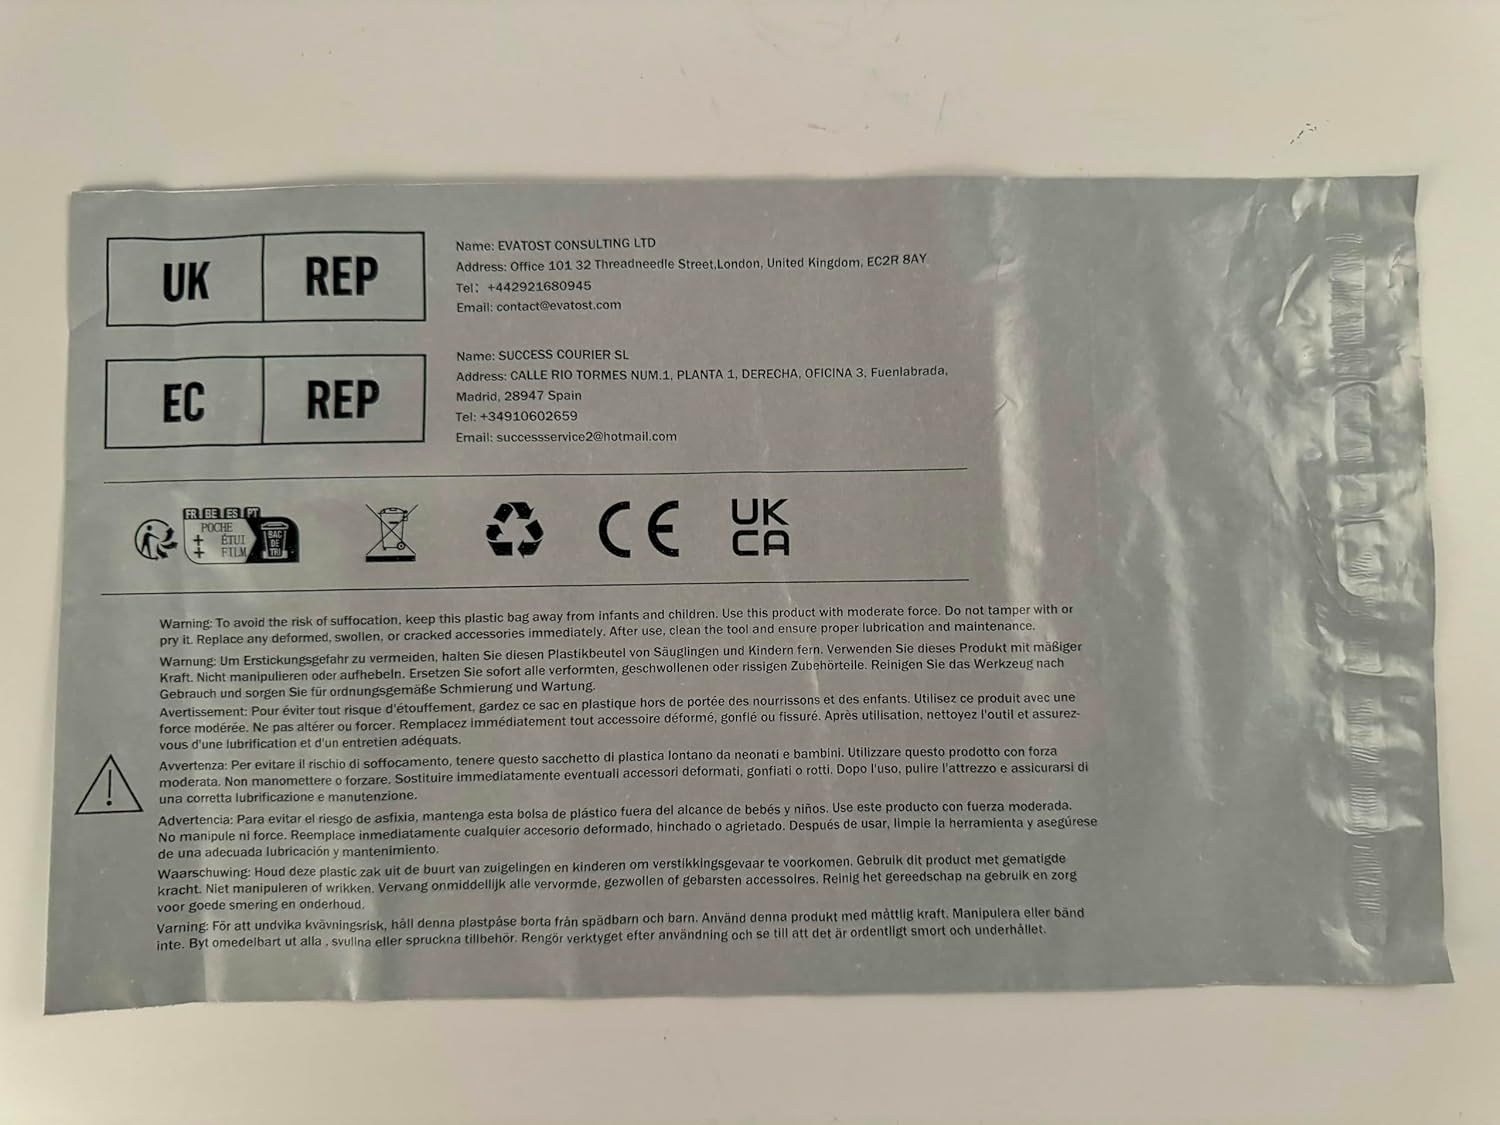 UK REP
Name: EVATOST CONSULTING LTD
Address: Office 101 32 Threadneedle Street,London, United Kingdom, EC2R 8AY
Tel: +442921680945
Email: contact@evatost.com
EC REP
Name: SUCCESS COURIER SL
Address: CALLE RIO TORMES NUM.1, PLANTA 1, DERECHA, OFICINA 3, Fuenlabrada,
Madrid, 28947 Spain
Tel: +34910602659
Email: successservice2@hotmail.com
FR BE ES PT
POCHE
+ ÉTUI
+ FILM
BAC
DE
TRI
CE
UK
CA
Warning: To avoid the risk of suffocation, keep this plastic bag away from infants and children. Use this product with moderate force. Do not tamper with or
pry it. Replace any deformed, swollen, or cracked accessories immediately. After use, clean the tool and ensure proper lubrication and maintenance.
Warnung: Um Erstickungsgefahr zu vermeiden, halten Sie diesen Plastikbeutel von Säuglingen und Kindern fern. Verwenden Sie dieses Produkt mit mäßiger
Kraft. Nicht manipulieren oder aufhebeln. Ersetzen Sie sofort alle verformten, geschwollenen oder rissigen Zubehörteile. Reinigen Sie das Werkzeug nach
Gebrauch und sorgen Sie für ordnungsgemäße Schmierung und Wartung.
Avertissement: Pour éviter tout risque d'étouffement, gardez ce sac en plastique hors de portée des nourrissons et des enfants. Utilisez ce produit avec une
force modérée. Ne pas altérer ou forcer. Remplacez immédiatement tout accessoire déformé, gonflé ou fissuré. Après utilisation, nettoyez l'outil et assurez-
vous d'une lubrification et d'un entretien adéquats.
Avvertenza: Per evitare il rischio di soffocamento, tenere questo sacchetto di plastica lontano da neonati e bambini. Utilizzare questo prodotto con forza
moderata. Non manomettere o forzare. Sostituire immediatamente eventuali accessori deformati, gonfiati o rotti. Dopo l'uso, pulire l'attrezzo e assicurarsi di
una corretta lubrificazione e manutenzione.
Advertencia: Para evitar el riesgo de asfixia, mantenga esta bolsa de plástico fuera del alcance de bebés y niños. Use este producto con fuerza moderada.
No manipule ni force. Reemplace inmediatamente cualquier accesorio deformado, hinchado o agrietado. Después de usar, limpie la herramienta y asegúrese
de una adecuada lubricación y mantenimiento.
Waarschuwing: Houd deze plastic zak uit de buurt van zuigelingen en kinderen om verstikkingsgevaar te voorkomen. Gebruik dit product met gematigde
kracht. Niet manipuleren of wrikken. Vervang onmiddellijk alle vervormde, gezwollen of gebarsten accessoires. Reinig het gereedschap na gebruik en zorg
voor goede smering en onderhoud.
Varning: För att undvika kvävningsrisk, håll denna plastpåse borta från spädbarn och barn. Använd denna produkt med måttlig kraft. Manipulera eller bänd
inte. Byt omedelbart ut alla , svullna eller spruckna tillbehör. Rengör verktyget efter användning och se till att det är ordentligt smort och underhållet.